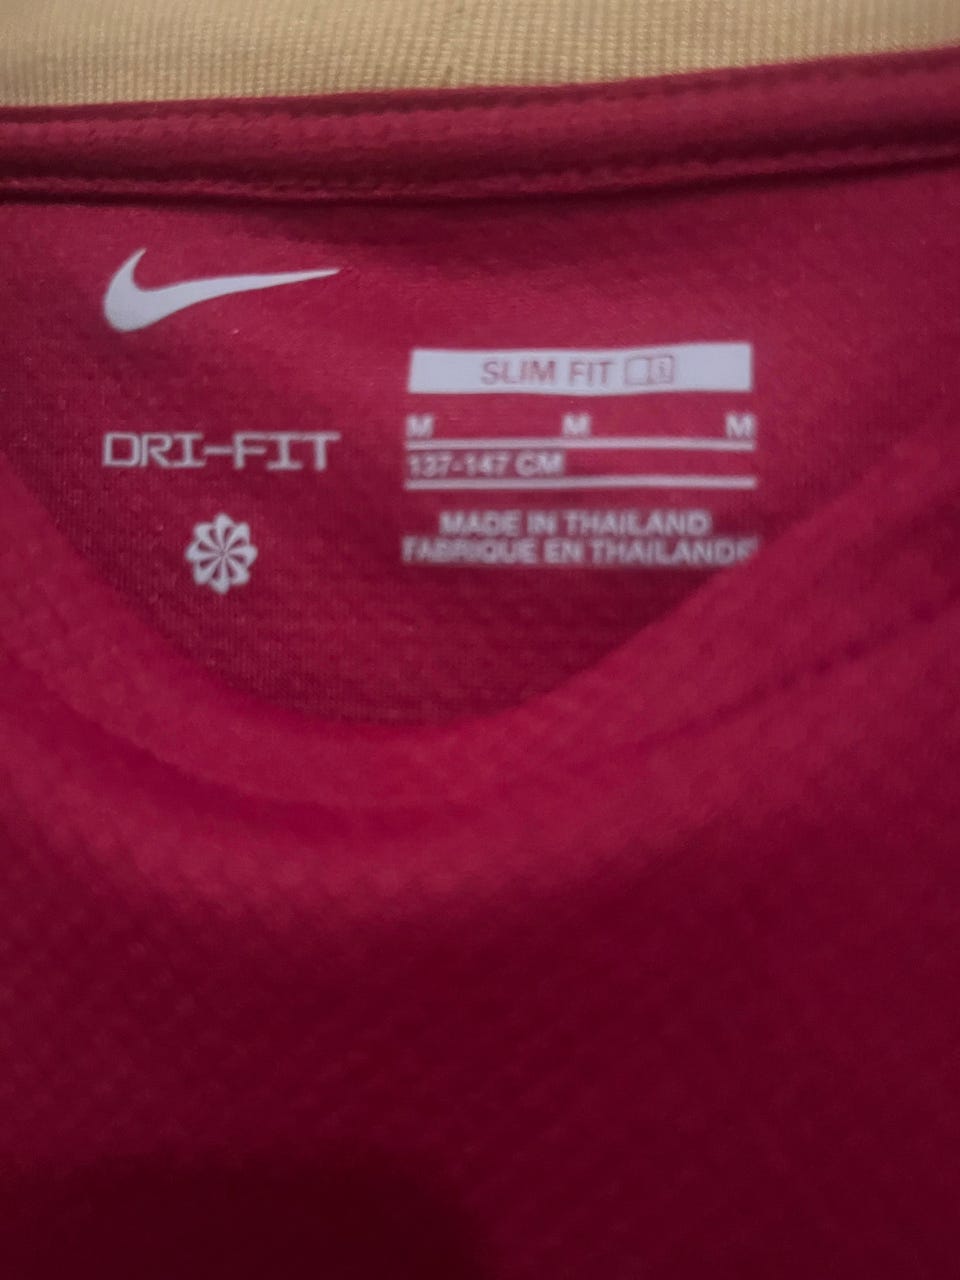 DRI-FIT
SLIM FIT
M M M
137-147 CM
MADE IN THAILAND
FABRIQUE EN THAILANDE